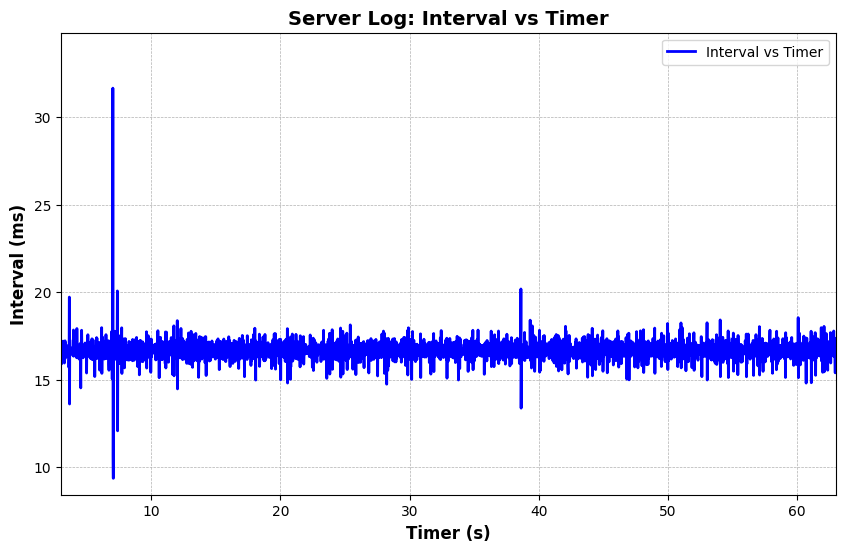 Server Log: Interval vs Timer
Interval vs Timer
Interval (ms)
30
25
20
15
10
10 20 30 40 50 60
Timer (s)